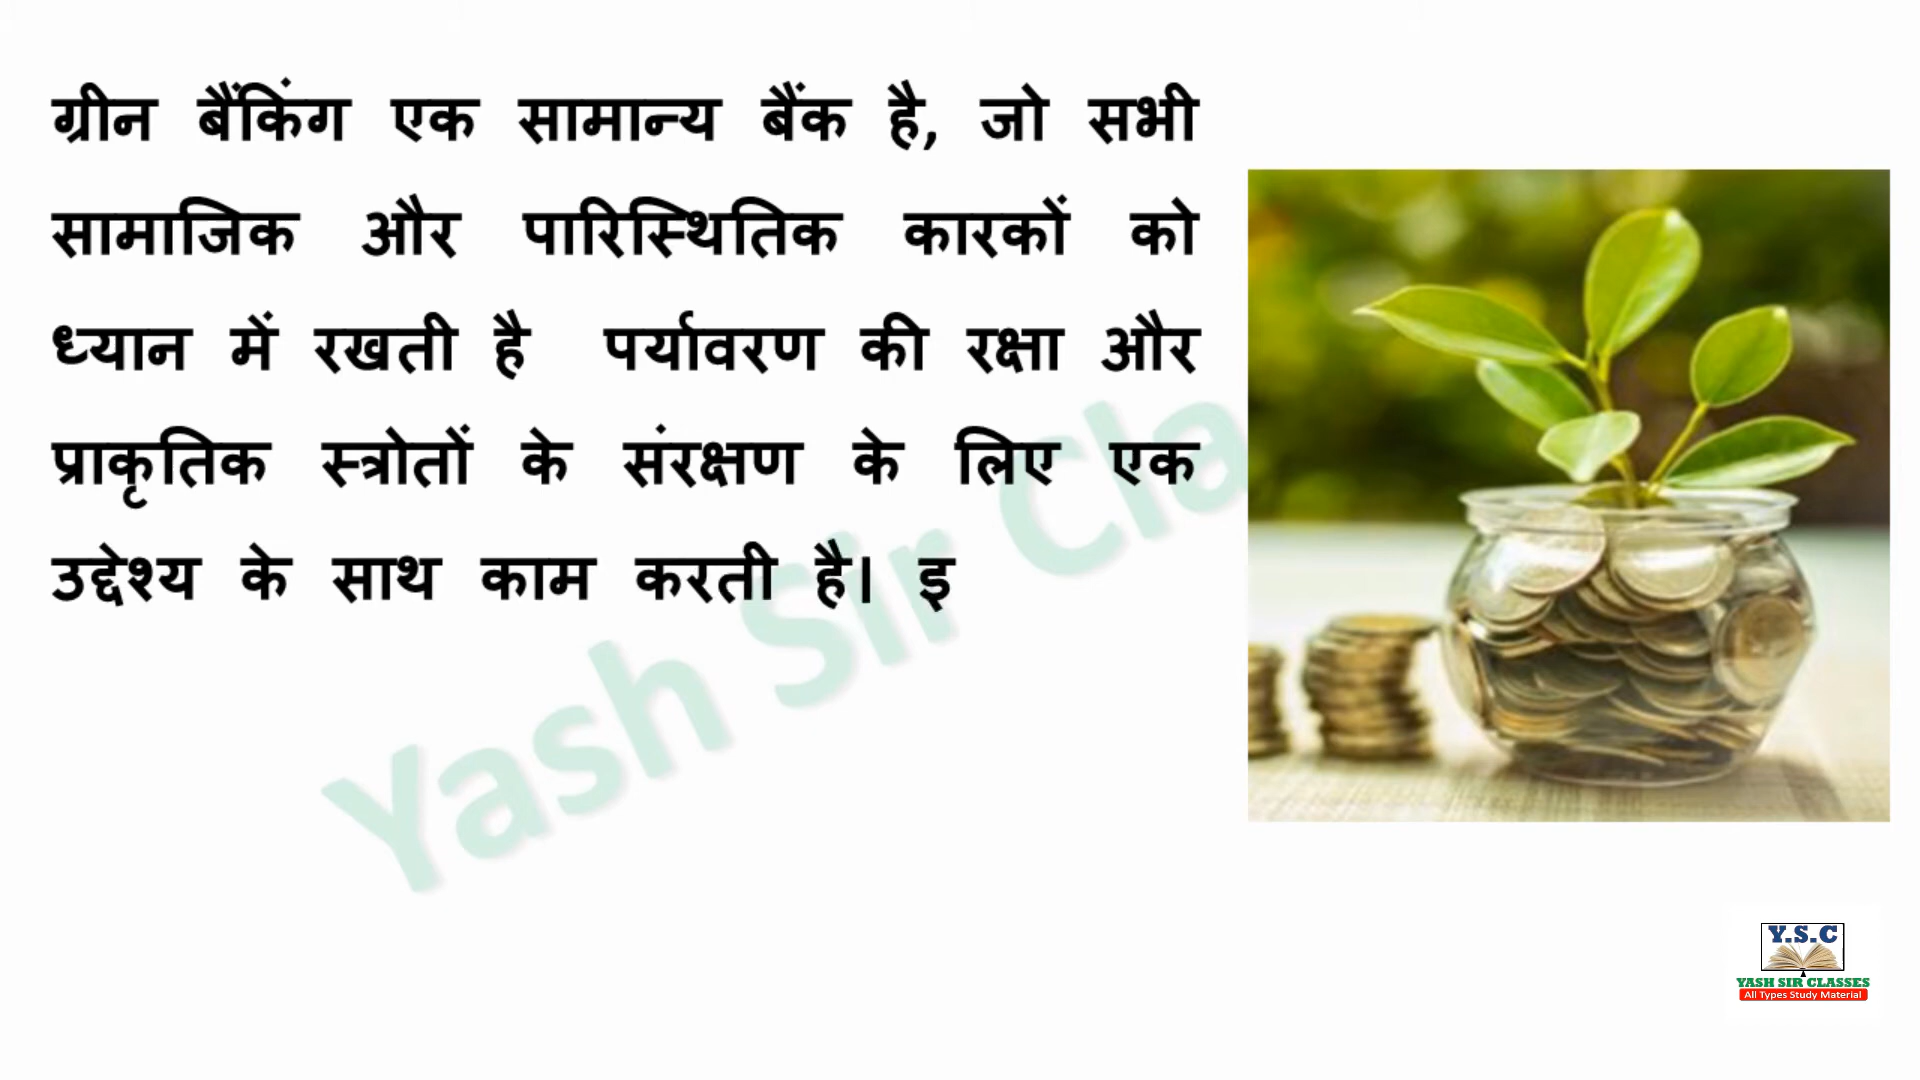 ग्रीन बैंकिंग एक सामान्य बैंक है, जो सभी
सामाजिक और पारिस्थितिक कारकों को
ध्यान में रखती है पर्यावरण की रक्षा और
प्राकृतिक स्त्रोतों के संरक्षण के लिए एक
उद्देश्य के साथ काम करती है। इ
Yash Sir Cla
Y.S.C
YASH SIR CLASSES
All Types Study Material